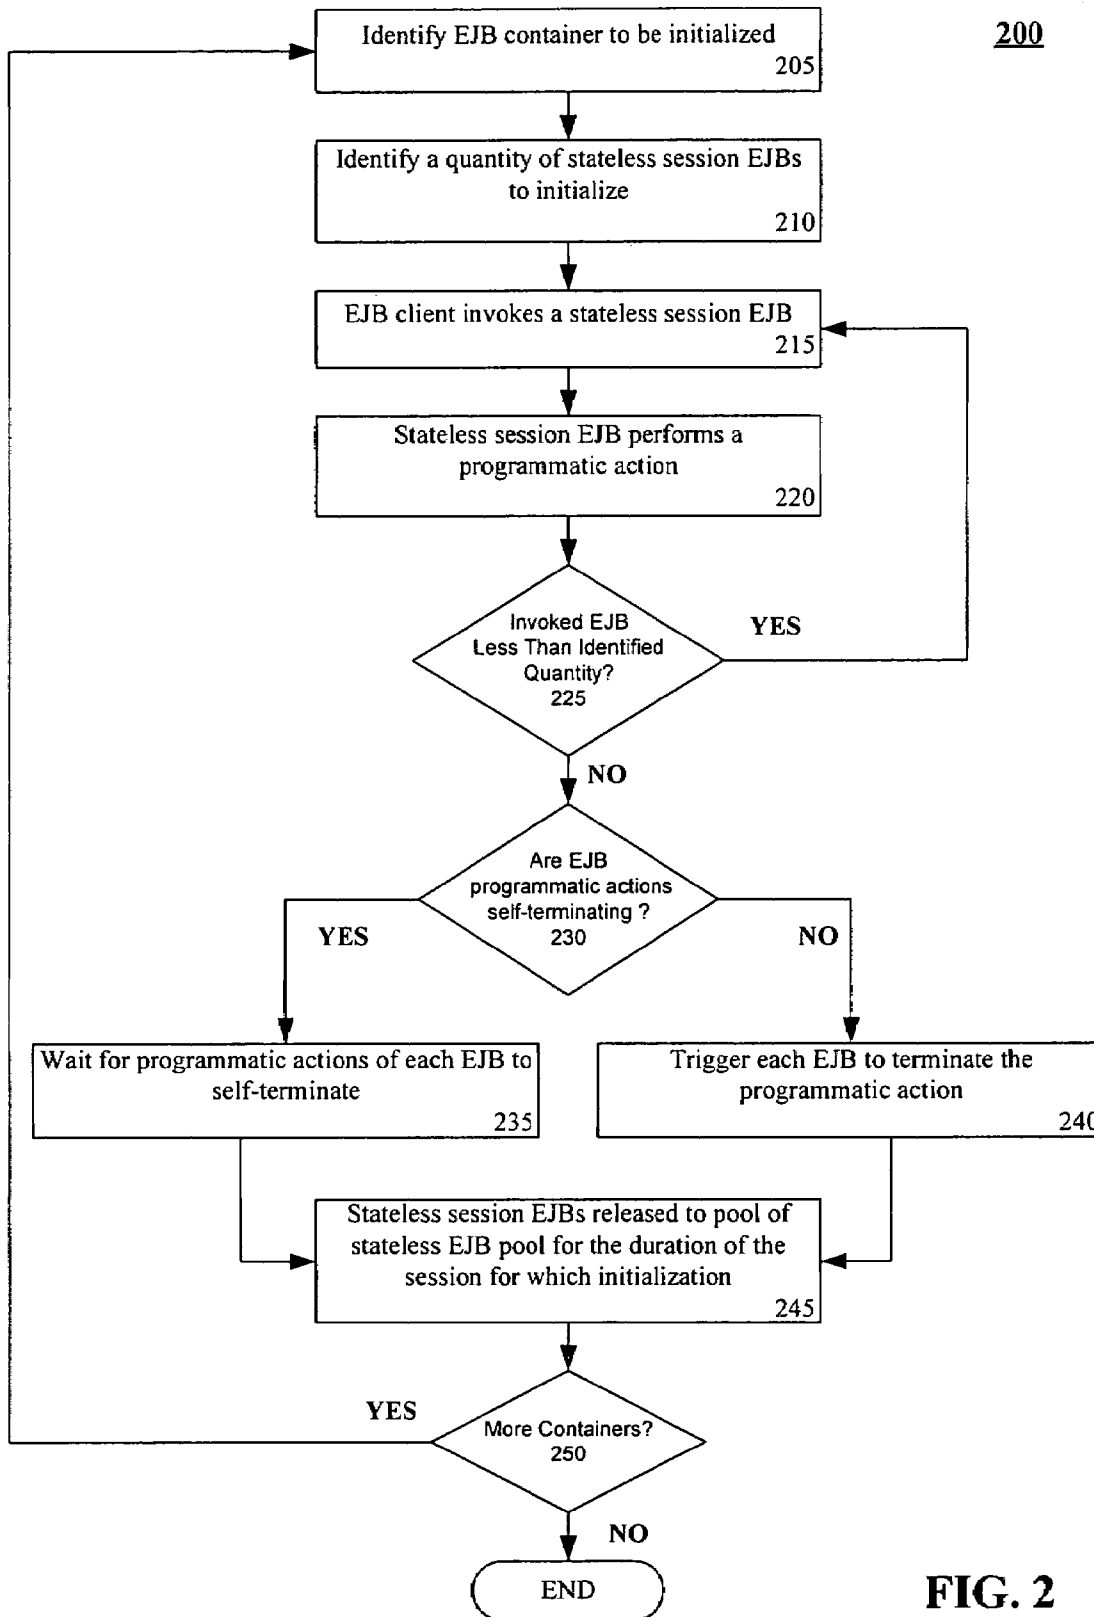 200
Identify EJB container to be initialized
205
Identify a quantity of stateless session EJBs
to initialize
210
EJB client invokes a stateless session EJB
215
Stateless session EJB performs a
programmatic action
220
Invoked EJB
Less Than Identified
Quantity?
225
YES
NO
Are EJB
programmatic actions
self-terminating ?
230
YES
NO
Wait for programmatic actions of each EJB to
self-terminate
235
Trigger each EJB to terminate the
programmatic action
240
Stateless session EJBs released to pool of
stateless EJB pool for the duration of the
session for which initialization
245
YES
More Containers?
250
NO
END
FIG. 2